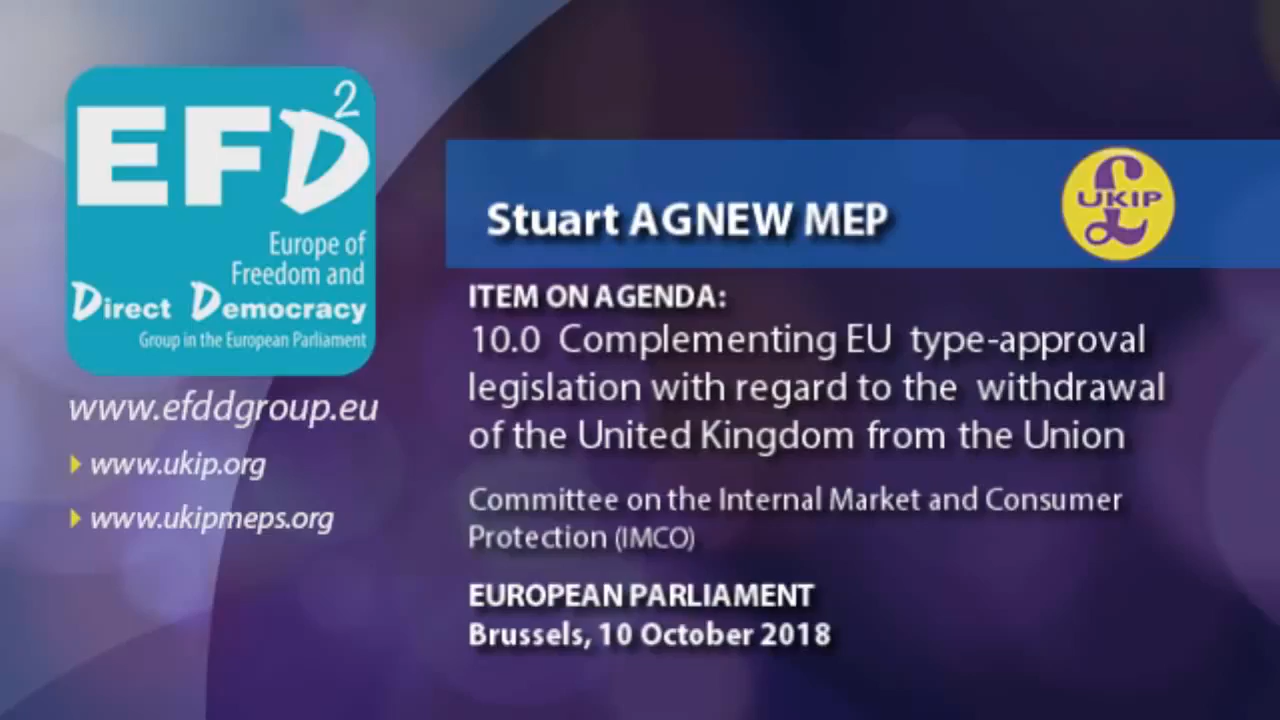 EFD2
Europe of
Freedom and
Direct Democracy
Group in the European Parliament
www.efddgroup.eu
www.ukip.org
www.ukipmeps.org
Stuart AGNEW MEP
£
UKIP
ITEM ON AGENDA:
10.0 Complementing EU type-approval
legislation with regard to the withdrawal
of the United Kingdom from the Union
Committee on the Internal Market and Consumer
Protection (IMCO)
EUROPEAN PARLIAMENT
Brussels, 10 October 2018